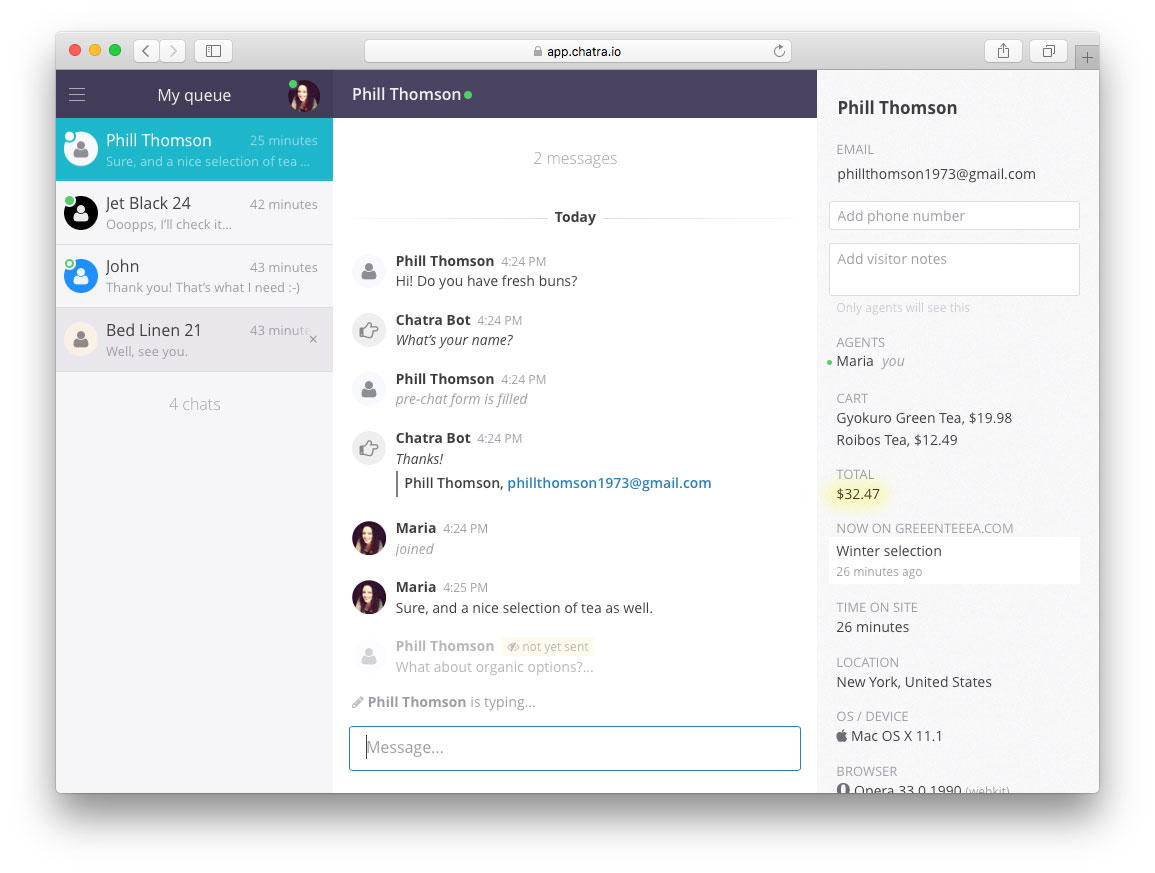 app.chatra.io
My queue
Phill Thomson 25 minutes
Sure, and a nice selection of tea ...
Jet Black 24 42 minutes
Ooopps, I'll check it...
John 43 minutes
Thank you! That's what I need :-)
Bed Linen 21 43 minute
Well, see you.
4 chats
Phill Thomson
2 messages
Today
Phill Thomson 4:24 PM
Hi! Do you have fresh buns?
Chatra Bot 4:24 PM
What's your name?
Phill Thomson 4:24 PM
pre-chat form is filled
Chatra Bot 4:24 PM
Thanks!
Phill Thomson, phillthomson1973@gmail.com
Maria 4:24 PM
joined
Maria 4:25 PM
Sure, and a nice selection of tea as well.
Phill Thomson not yet sent
What about organic options?...
Phill Thomson is typing...
Message...
Phill Thomson
EMAIL
phillthomson1973@gmail.com
Add phone number
Add visitor notes
Only agents will see this
AGENTS
Maria you
CART
Gyokuro Green Tea, $19.98
Roibos Tea, $12.49
TOTAL
$32.47
NOW ON GREEENTEEEA.COM
Winter selection
26 minutes ago
TIME ON SITE
26 minutes
LOCATION
New York, United States
OS / DEVICE
Mac OS X 11.1
BROWSER
Opera 33.0.1990 (webkit)